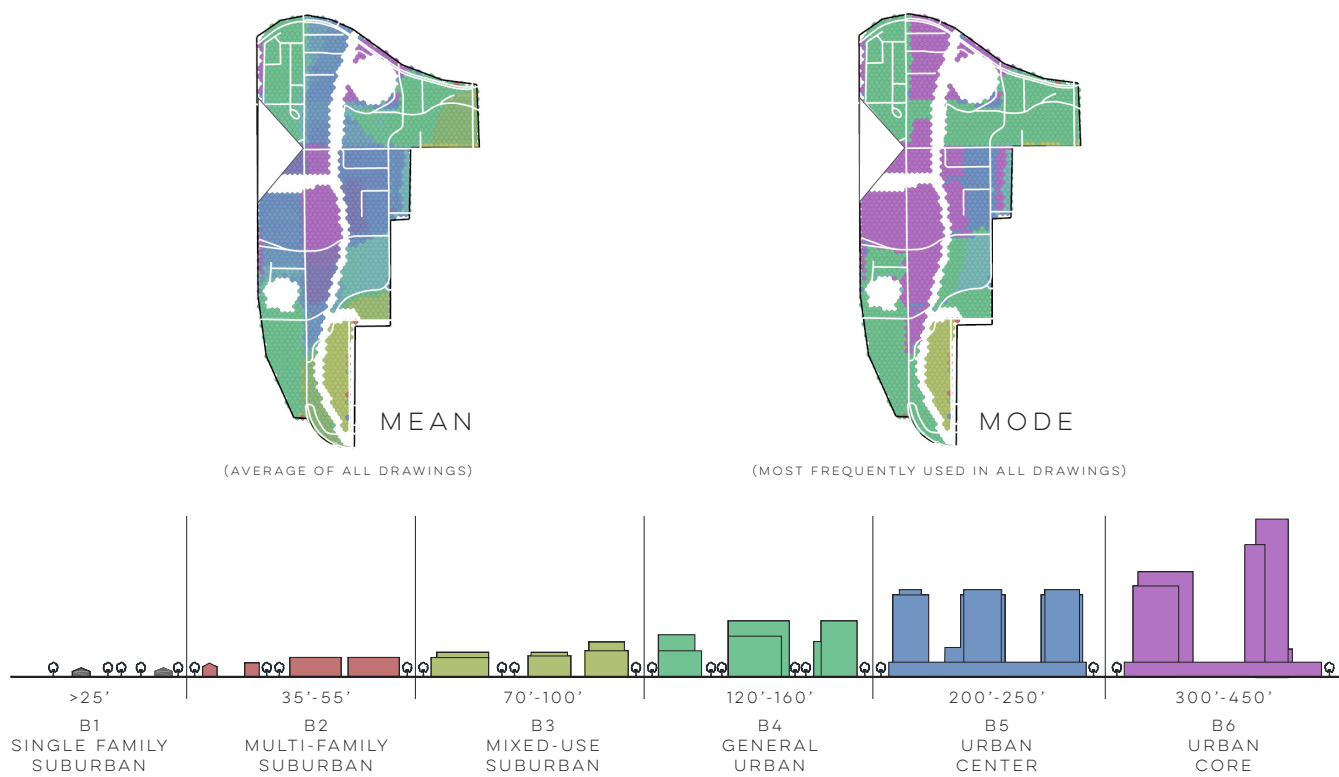 MEAN
(AVERAGE OF ALL DRAWINGS)
MODE
(MOST FREQUENTLY USED IN ALL DRAWINGS)
>25'
B1
SINGLE FAMILY
SUBURBAN
35'-55'
B2
MULTI-FAMILY
SUBURBAN
70'-100'
B3
MIXED-USE
SUBURBAN
120'-160'
B4
GENERAL
URBAN
200'-250'
B5
URBAN
CENTER
300'-450'
B6
URBAN
CORE